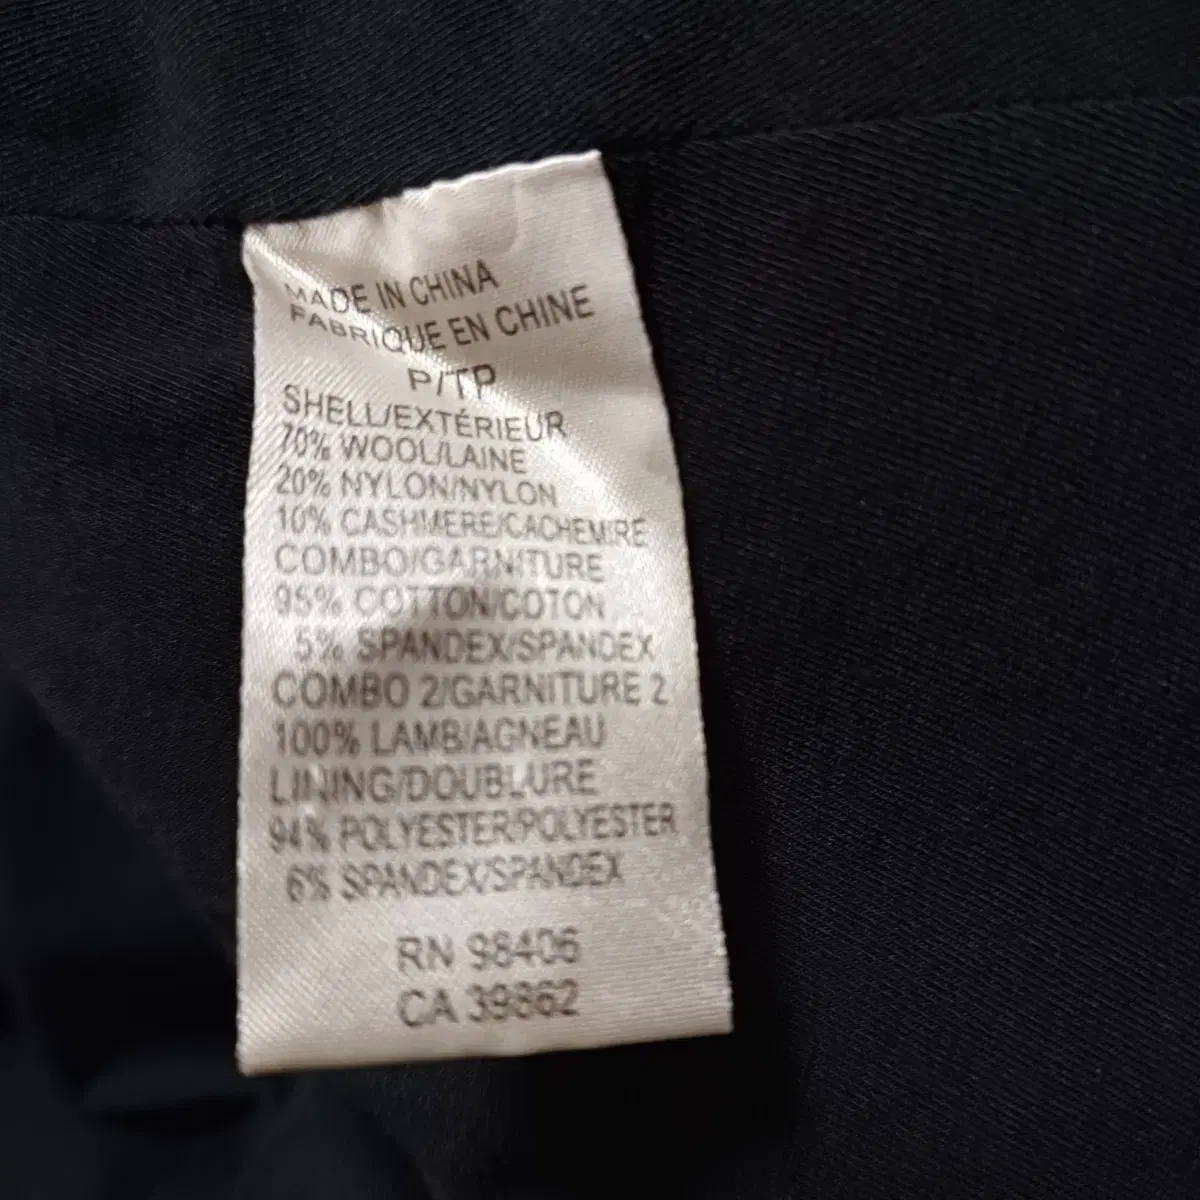 MADE IN CHINA
FABRIQUE EN CHINE
P/TP
SHELL/EXTÉRIEUR
70% WOOL/LAINE
20% NYLON/NYLON
10% CASHMERE/CACHEMIRE
COMBO/GARNITURE
95% COTTON/COTON
5% SPANDEX/SPANDEX
COMBO 2/GARNITURE 2
100% LAMB/AGNEAU
LINING/DOUBLURE
94% POLYESTER/POLYESTER
6% SPANDEX/SPANDEX
RN 98406
CA 39862